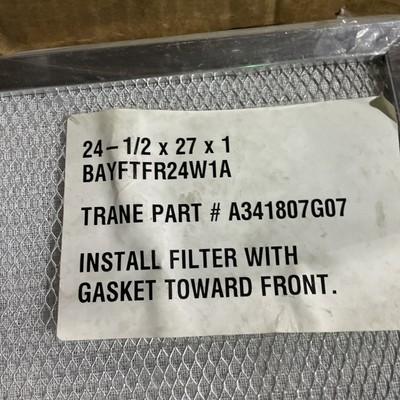 24-1/2 x 27 x 1
BAYFTFR24W1A
TRANE PART # A341807G07
INSTALL FILTER WITH
GASKET TOWARD FRONT.